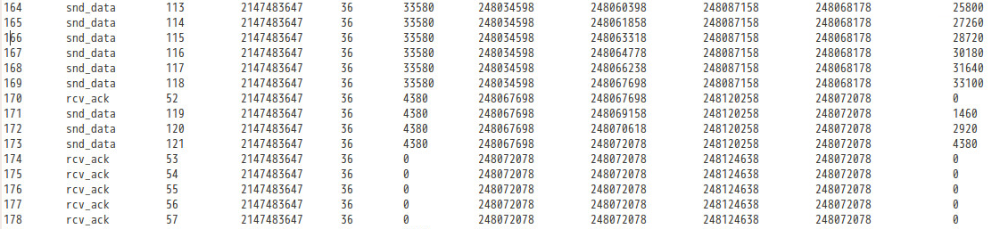 164 snd_data 113 2147483647 36 33580 248034598 248060398 248087158 248068178 25800
165 snd_data 114 2147483647 36 33580 248034598 248061858 248087158 248068178 27260
166 snd_data 115 2147483647 36 33580 248034598 248063318 248087158 248068178 28720
167 snd_data 116 2147483647 36 33580 248034598 248064778 248087158 248068178 30180
168 snd_data 117 2147483647 36 33580 248034598 248066238 248087158 248068178 31640
169 snd_data 118 2147483647 36 33580 248034598 248067698 248087158 248068178 33100
170 rcv_ack 52 2147483647 36 4380 248067698 248067698 248120258 248072078 0
171 snd_data 119 2147483647 36 4380 248067698 248069158 248120258 248072078 1460
172 snd_data 120 2147483647 36 4380 248067698 248070618 248120258 248072078 2920
173 snd_data 121 2147483647 36 4380 248067698 248072078 248120258 248072078 4380
174 rcv_ack 53 2147483647 36 0 248072078 248072078 248124638 248072078 0
175 rcv_ack 54 2147483647 36 0 248072078 248072078 248124638 248072078 0
176 rcv_ack 55 2147483647 36 0 248072078 248072078 248124638 248072078 0
177 rcv_ack 56 2147483647 36 0 248072078 248072078 248124638 248072078 0
178 rcv_ack 57 2147483647 36 0 248072078 248072078 248124638 248072078 0